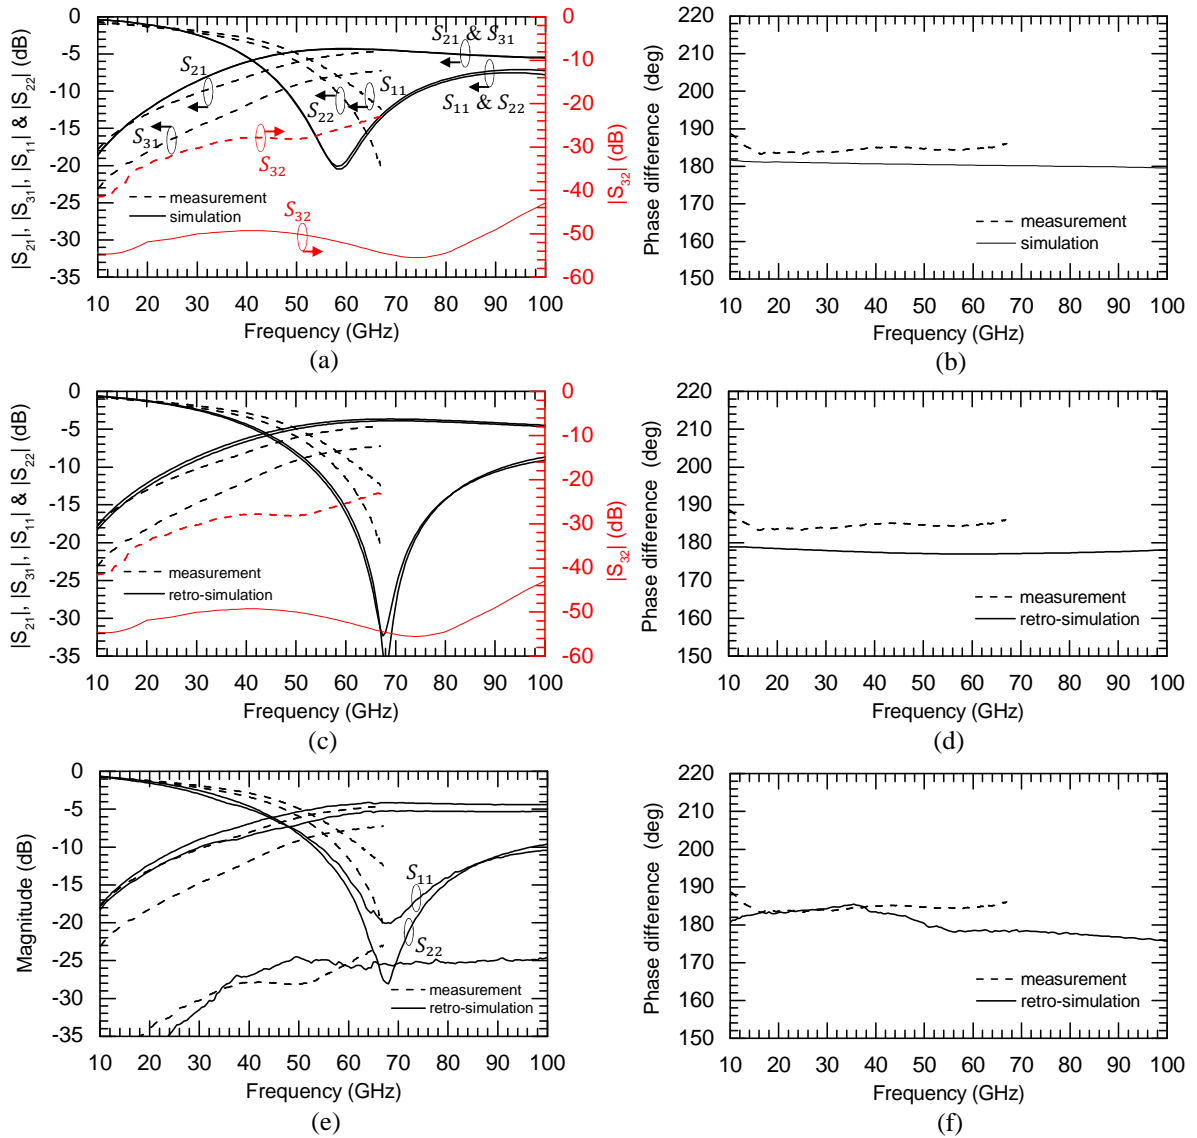 |S21|, |S31|, |S11| & |S22| (dB)
0
-5
-10
-15
-20
-25
-30
-35
S21
S31
S32
S22
S11
S21 & S31
S11 & S22
S32
measurement
simulation
0
-10
-20
-30
-40
-50
-60
|S32| (dB)
10 20 30 40 50 60 70 80 90 100
Frequency (GHz)
(a)
Phase difference (deg)
220
210
200
190
180
170
160
150
measurement
simulation
10 20 30 40 50 60 70 80 90 100
Frequency (GHz)
(b)
|S21|, |S31|, |S11| & |S22| (dB)
0
-5
-10
-15
-20
-25
-30
-35
measurement
retro-simulation
0
-10
-20
-30
-40
-50
-60
|S32| (dB)
10 20 30 40 50 60 70 80 90 100
Frequency (GHz)
(c)
Phase difference (deg)
220
210
200
190
180
170
160
150
measurement
retro-simulation
10 20 30 40 50 60 70 80 90 100
Frequency (GHz)
(d)
Magnitude (dB)
0
-5
-10
-15
-20
-25
-30
-35
S11
S22
measurement
retro-simulation
10 20 30 40 50 60 70 80 90 100
Frequency (GHz)
(e)
Phase difference (deg)
220
210
200
190
180
170
160
150
measurement
retro-simulation
10 20 30 40 50 60 70 80 90 100
Frequency (GHz)
(f)